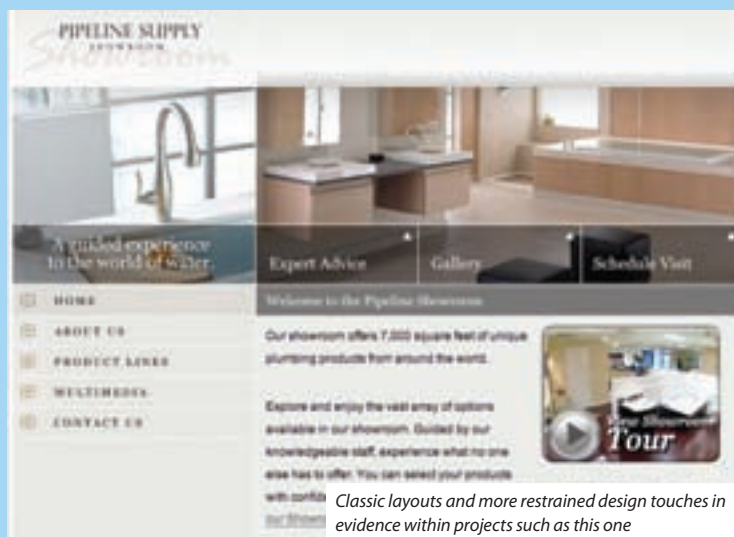 PIPELINE SUPPLY
SHOWROOM
Showroom
A guided experience
to the world of water.
Expert Advice
Gallery
Schedule Visit
HOME
Welcome to the Pipeline Showroom
ABOUT US
PRODUCT LINES
MULTIMEDIA
CONTACT US
Our showroom offers 7,000 square feet of unique
plumbing products from around the world.
Explore and enjoy the vast array of options
available in our showroom. Guided by our
knowledgeable staff, experience what no one
else has to offer. You can select your products
with
our
View Showroom
Tour
Classic layouts and more restrained design touches in
evidence within projects such as this one